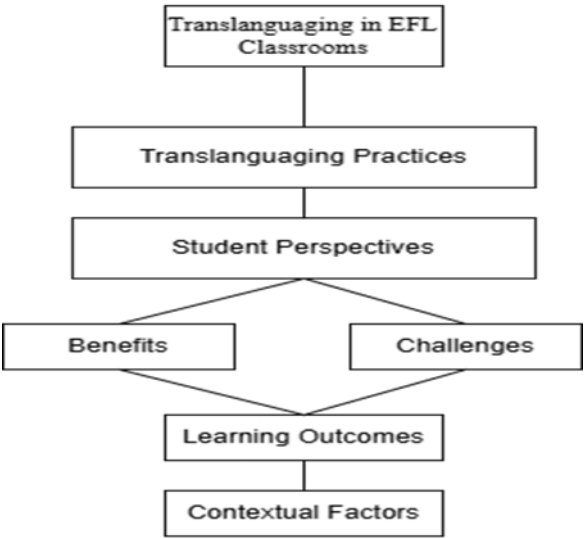 Translanguaging in EFL
Classrooms
Translanguaging Practices
Student Perspectives
Benefits
Challenges
Learning Outcomes
Contextual Factors